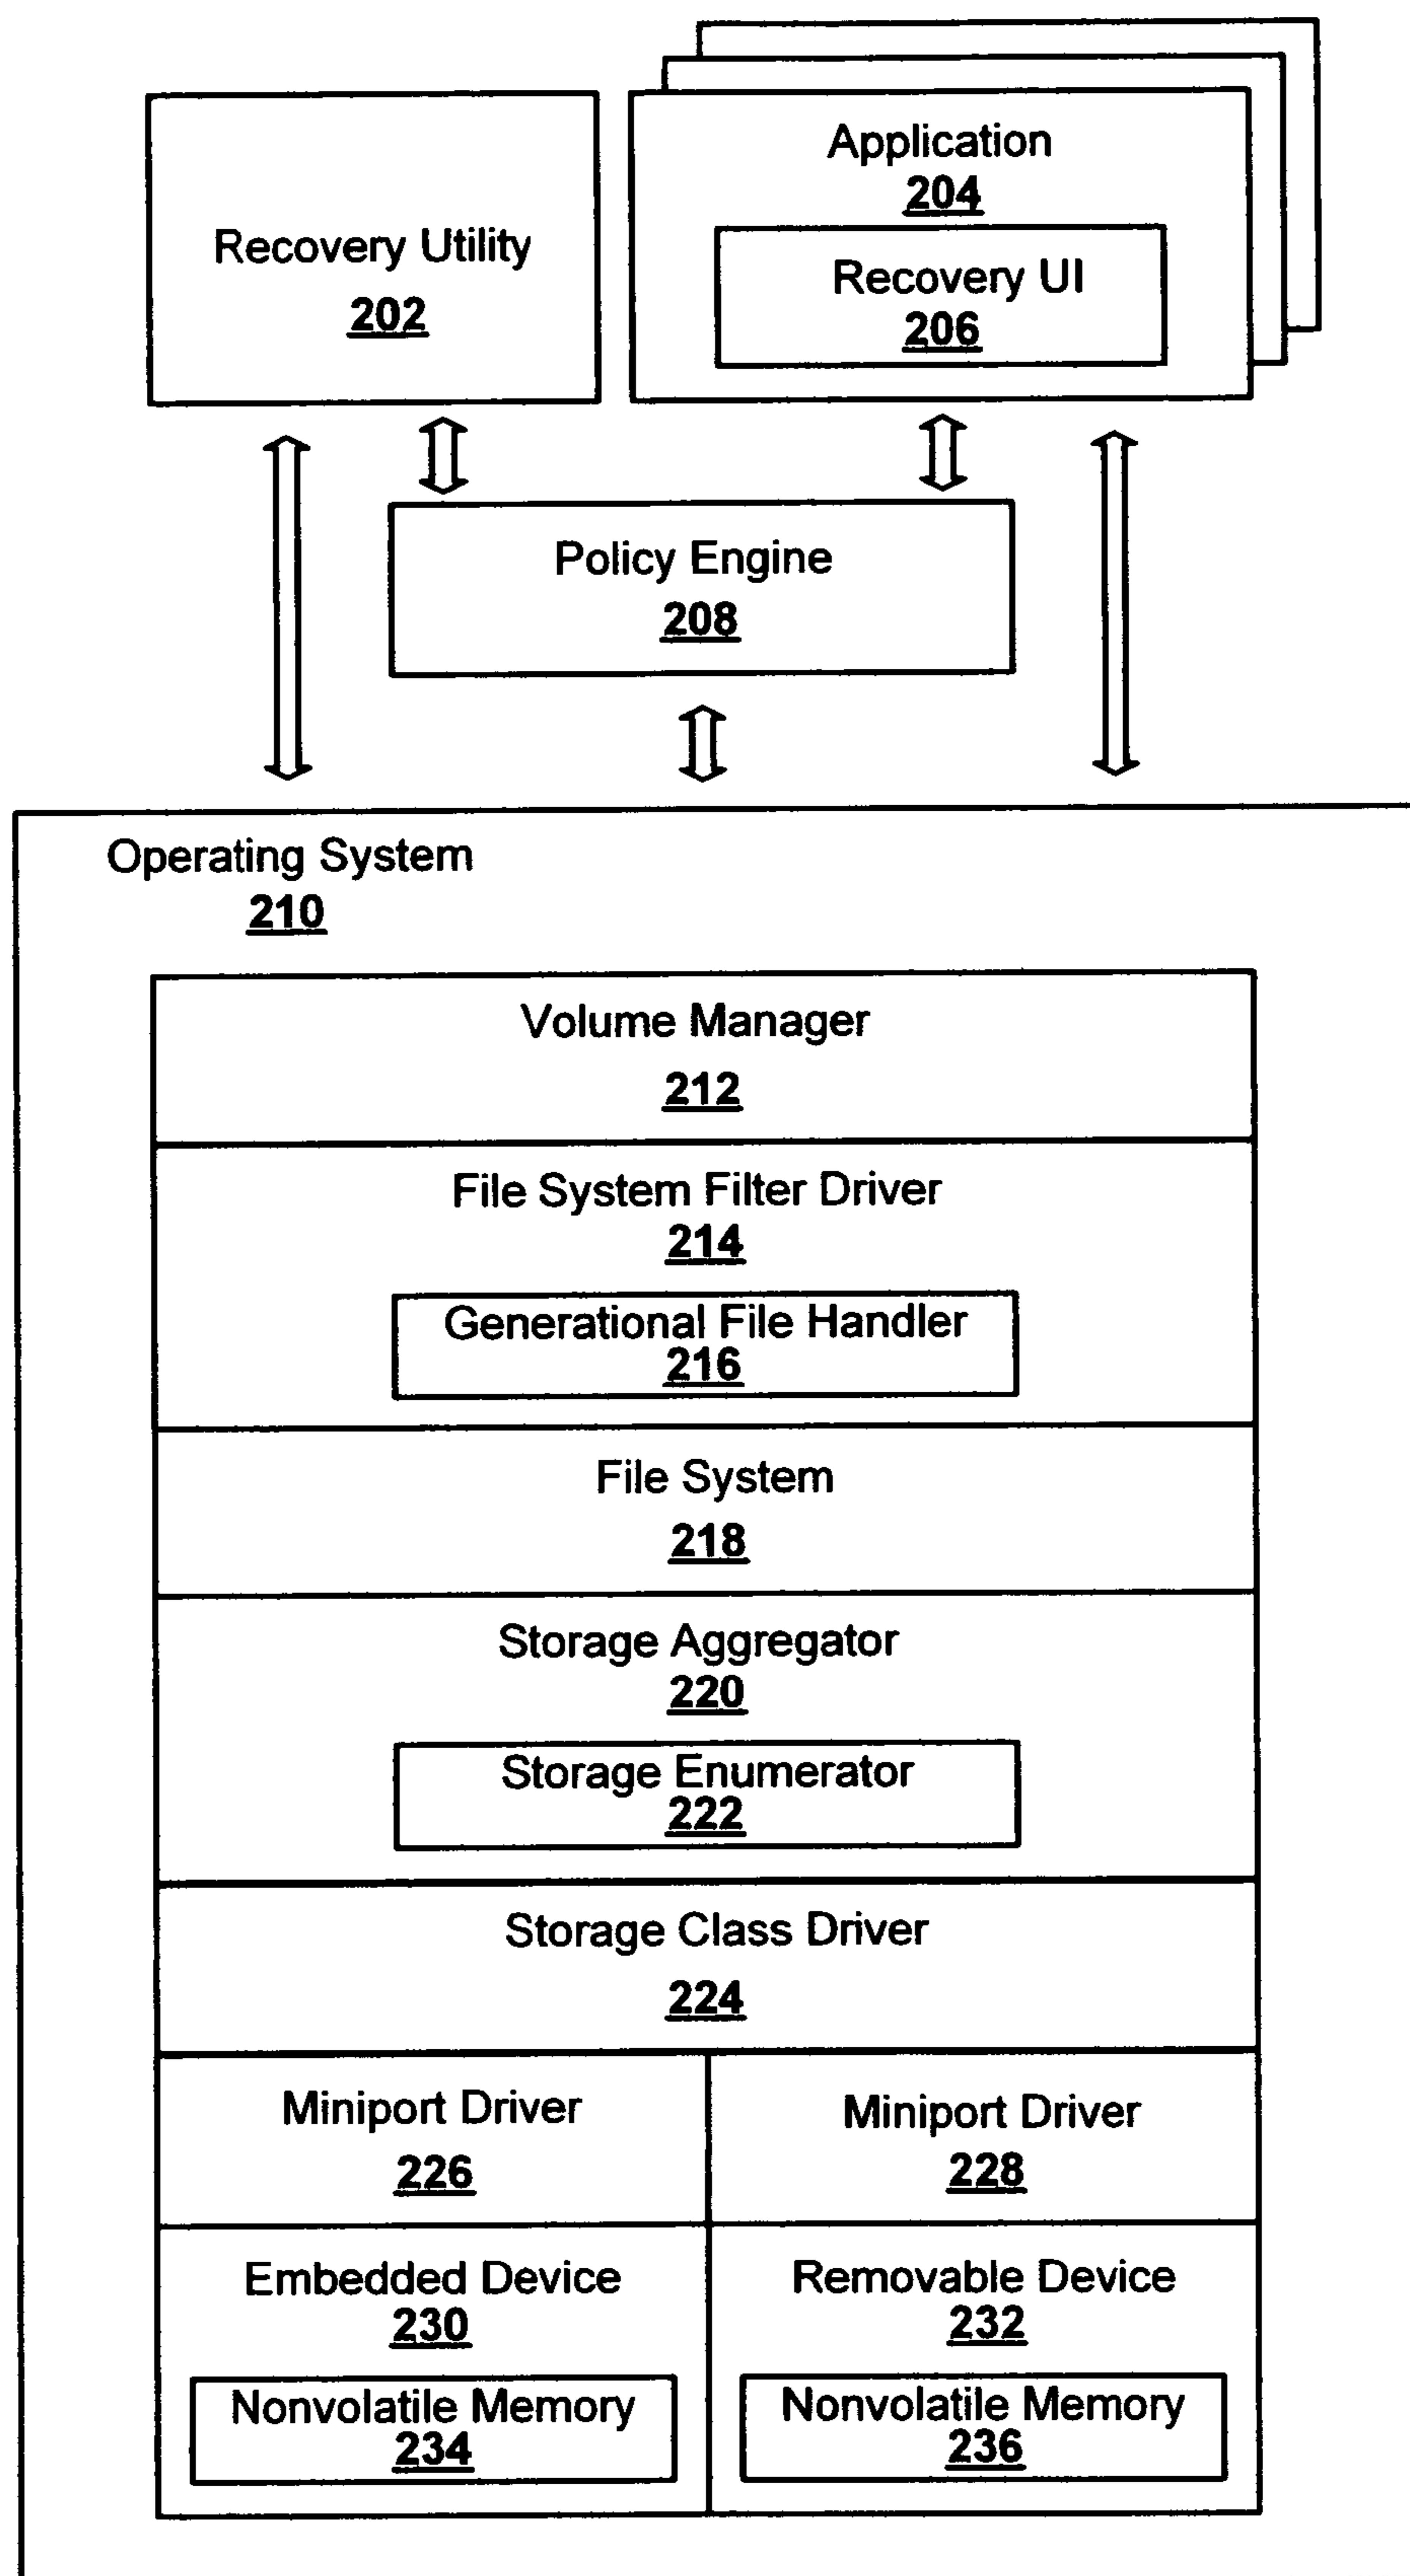 Recovery Utility
202
Application
204
Recovery UI
206
Policy Engine
208
Operating System
210
Volume Manager
212
File System Filter Driver
214
Generational File Handler
216
File System
218
Storage Aggregator
220
Storage Enumerator
222
Storage Class Driver
224
Miniport Driver
226
Miniport Driver
228
Embedded Device
230
Nonvolatile Memory
234
Removable Device
232
Nonvolatile Memory
236